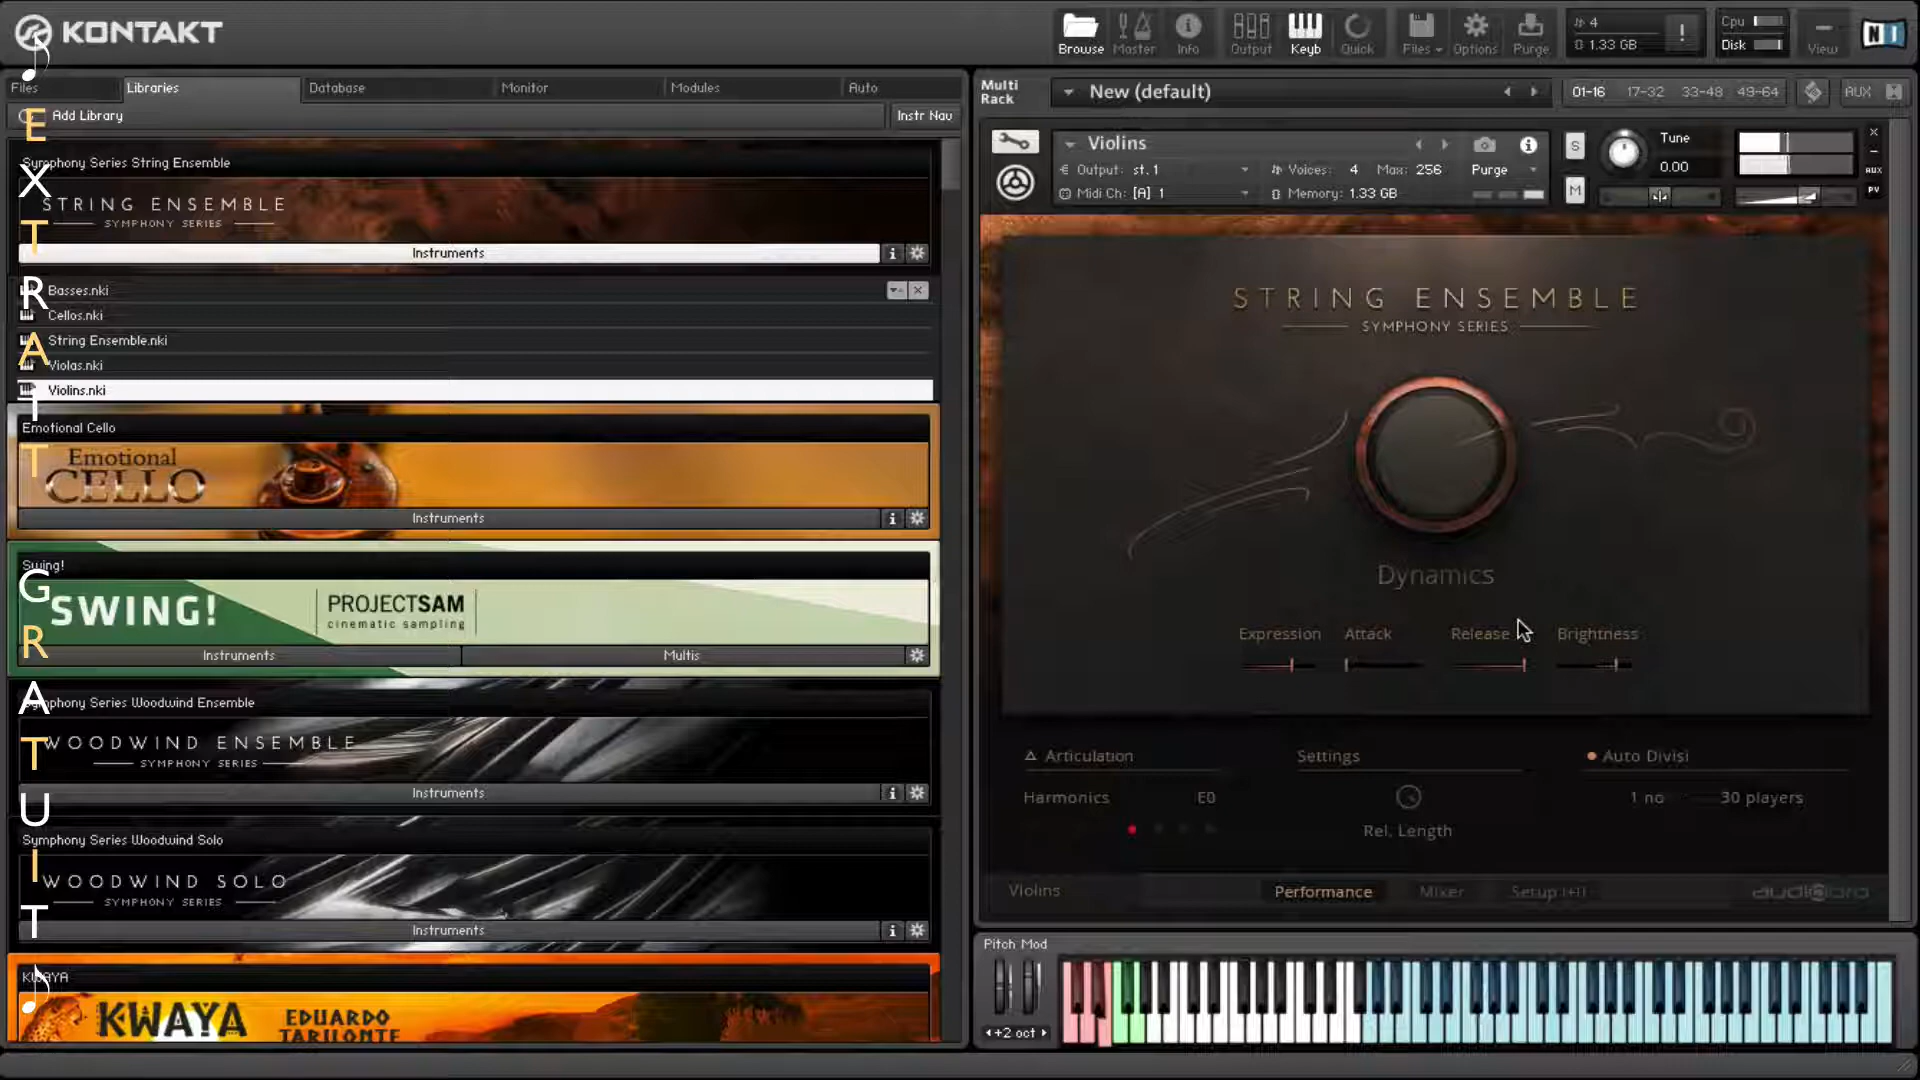 KONTAKT
Browse
Master
Info
Output
Keyb
Quick
Files
Options
Purge
4
1.33 GB
!
Cpu
Disk
View
NI
Files
Libraries
Database
Monitor
Modules
Auto
Add Library
Instr Nav
Symphony Series String Ensemble
STRING ENSEMBLE
SYMPHONY SERIES
Instruments
Basses.nki
Cellos.nki
String Ensemble.nki
Violas.nki
Violins.nki
Emotional Cello
Emotional
CELLO
Instruments
Swing!
SWING!
PROJECTSAM
cinematic sampling
Instruments
Multis
Symphony Series Woodwind Ensemble
WOODWIND ENSEMBLE
SYMPHONY SERIES
Instruments
Symphony Series Woodwind Solo
WOODWIND SOLO
SYMPHONY SERIES
Instruments
KWAYA
KWAYA
EDUARDO
TARILONTE
EXTRAIT
GRATUIT
Multi
Rack
New (default)
01-16
17-32
33-48
49-64
AUX
Violins
Output: st.1
Voices: 4
Max: 256
Purge
Midi Ch: [A] 1
Memory: 1.33 GB
S
M
Tune
0.00
AUX
PV
STRING ENSEMBLE
SYMPHONY SERIES
Dynamics
Expression
Attack
Release
Brightness
Articulation
Settings
Auto Divisi
Harmonics
E0
1 no
30 players
Rel. Length
Violins
Performance
Mixer
Setup
audiobro
Pitch Mod
+2 oct